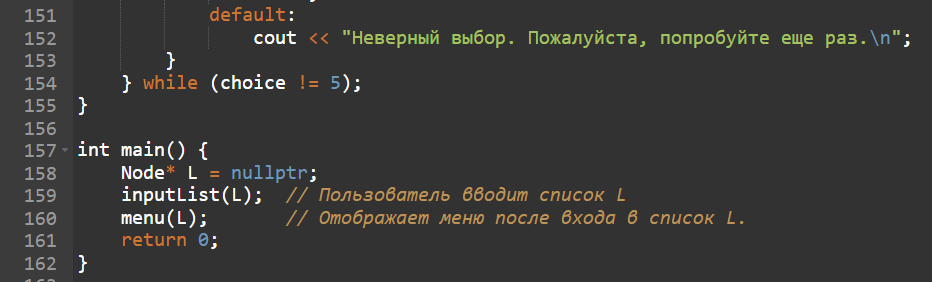 151 default:
152 cout << "Неверный выбор. Пожалуйста, попробуйте еще раз.\n";
153 }
154 } while (choice != 5);
155 }
156
157 int main() {
158 Node* L = nullptr;
159 inputList(L); // Пользователь вводит список L
160 menu(L); // Отображает меню после входа в список L.
161 return 0;
162 }